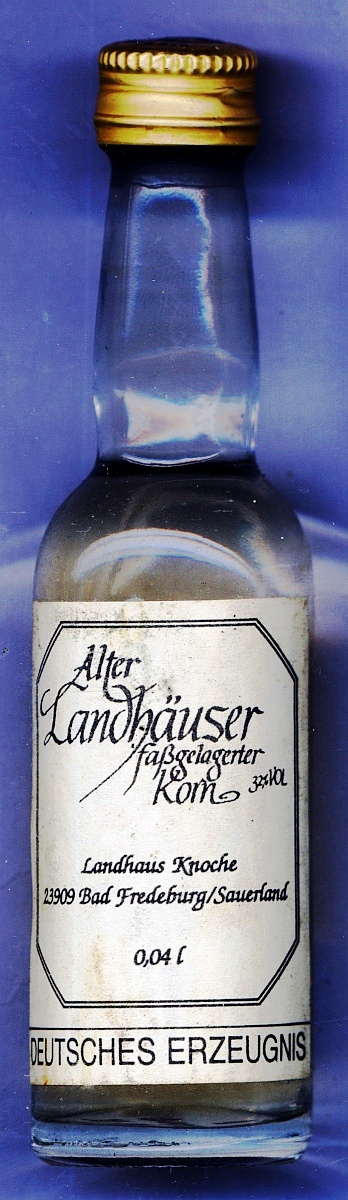 Alter
Landhäuser
faßgelagerter
Korn 32% VOL
Landhaus Knoche
23909 Bad Fredeburg/Sauerland
0,04 l
DEUTSCHES ERZEUGNIS